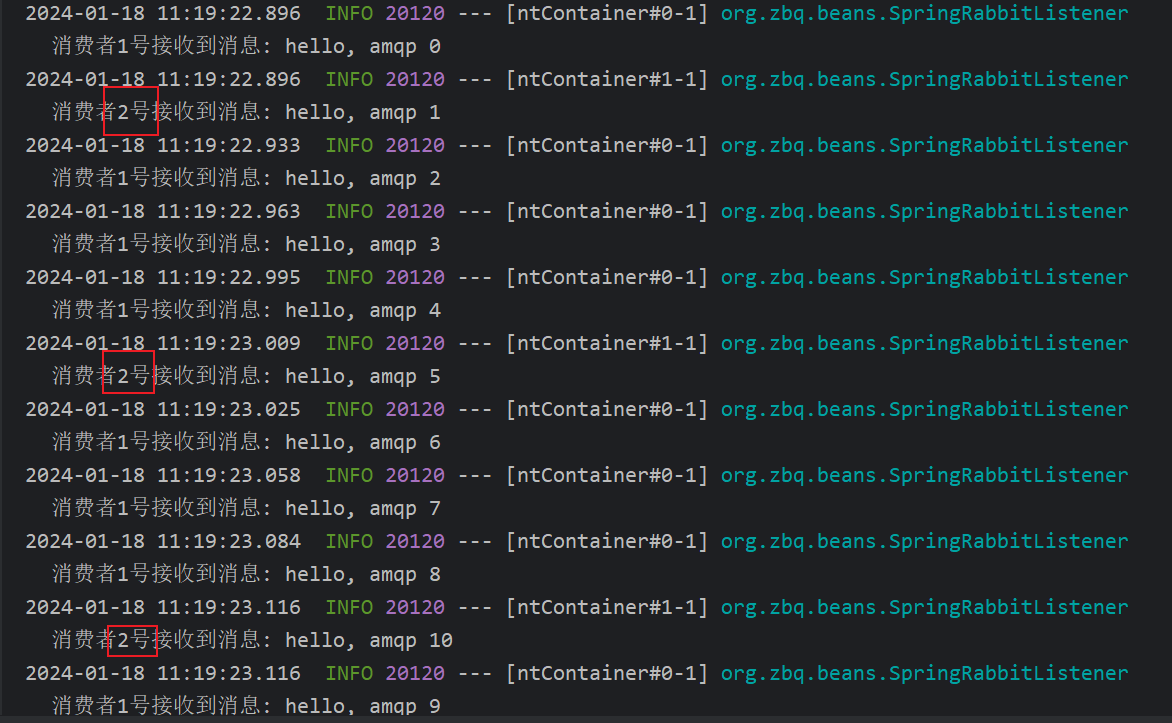 2024-01-18 11:19:22.896  INFO 20120 --- [ntContainer#0-1] org.zbq.beans.SpringRabbitListener
消费者1号接收到消息: hello, amqp 0
2024-01-18 11:19:22.896  INFO 20120 --- [ntContainer#1-1] org.zbq.beans.SpringRabbitListener
消费者2号接收到消息: hello, amqp 1
2024-01-18 11:19:22.933  INFO 20120 --- [ntContainer#0-1] org.zbq.beans.SpringRabbitListener
消费者1号接收到消息: hello, amqp 2
2024-01-18 11:19:22.963  INFO 20120 --- [ntContainer#0-1] org.zbq.beans.SpringRabbitListener
消费者1号接收到消息: hello, amqp 3
2024-01-18 11:19:22.995  INFO 20120 --- [ntContainer#0-1] org.zbq.beans.SpringRabbitListener
消费者1号接收到消息: hello, amqp 4
2024-01-18 11:19:23.009  INFO 20120 --- [ntContainer#1-1] org.zbq.beans.SpringRabbitListener
消费者2号接收到消息: hello, amqp 5
2024-01-18 11:19:23.025  INFO 20120 --- [ntContainer#0-1] org.zbq.beans.SpringRabbitListener
消费者1号接收到消息: hello, amqp 6
2024-01-18 11:19:23.058  INFO 20120 --- [ntContainer#0-1] org.zbq.beans.SpringRabbitListener
消费者1号接收到消息: hello, amqp 7
2024-01-18 11:19:23.084  INFO 20120 --- [ntContainer#0-1] org.zbq.beans.SpringRabbitListener
消费者1号接收到消息: hello, amqp 8
2024-01-18 11:19:23.116  INFO 20120 --- [ntContainer#1-1] org.zbq.beans.SpringRabbitListener
消费者2号接收到消息: hello, amqp 10
2024-01-18 11:19:23.116  INFO 20120 --- [ntContainer#0-1] org.zbq.beans.SpringRabbitListener
消费者1号接收到消息: hello, amqp 9